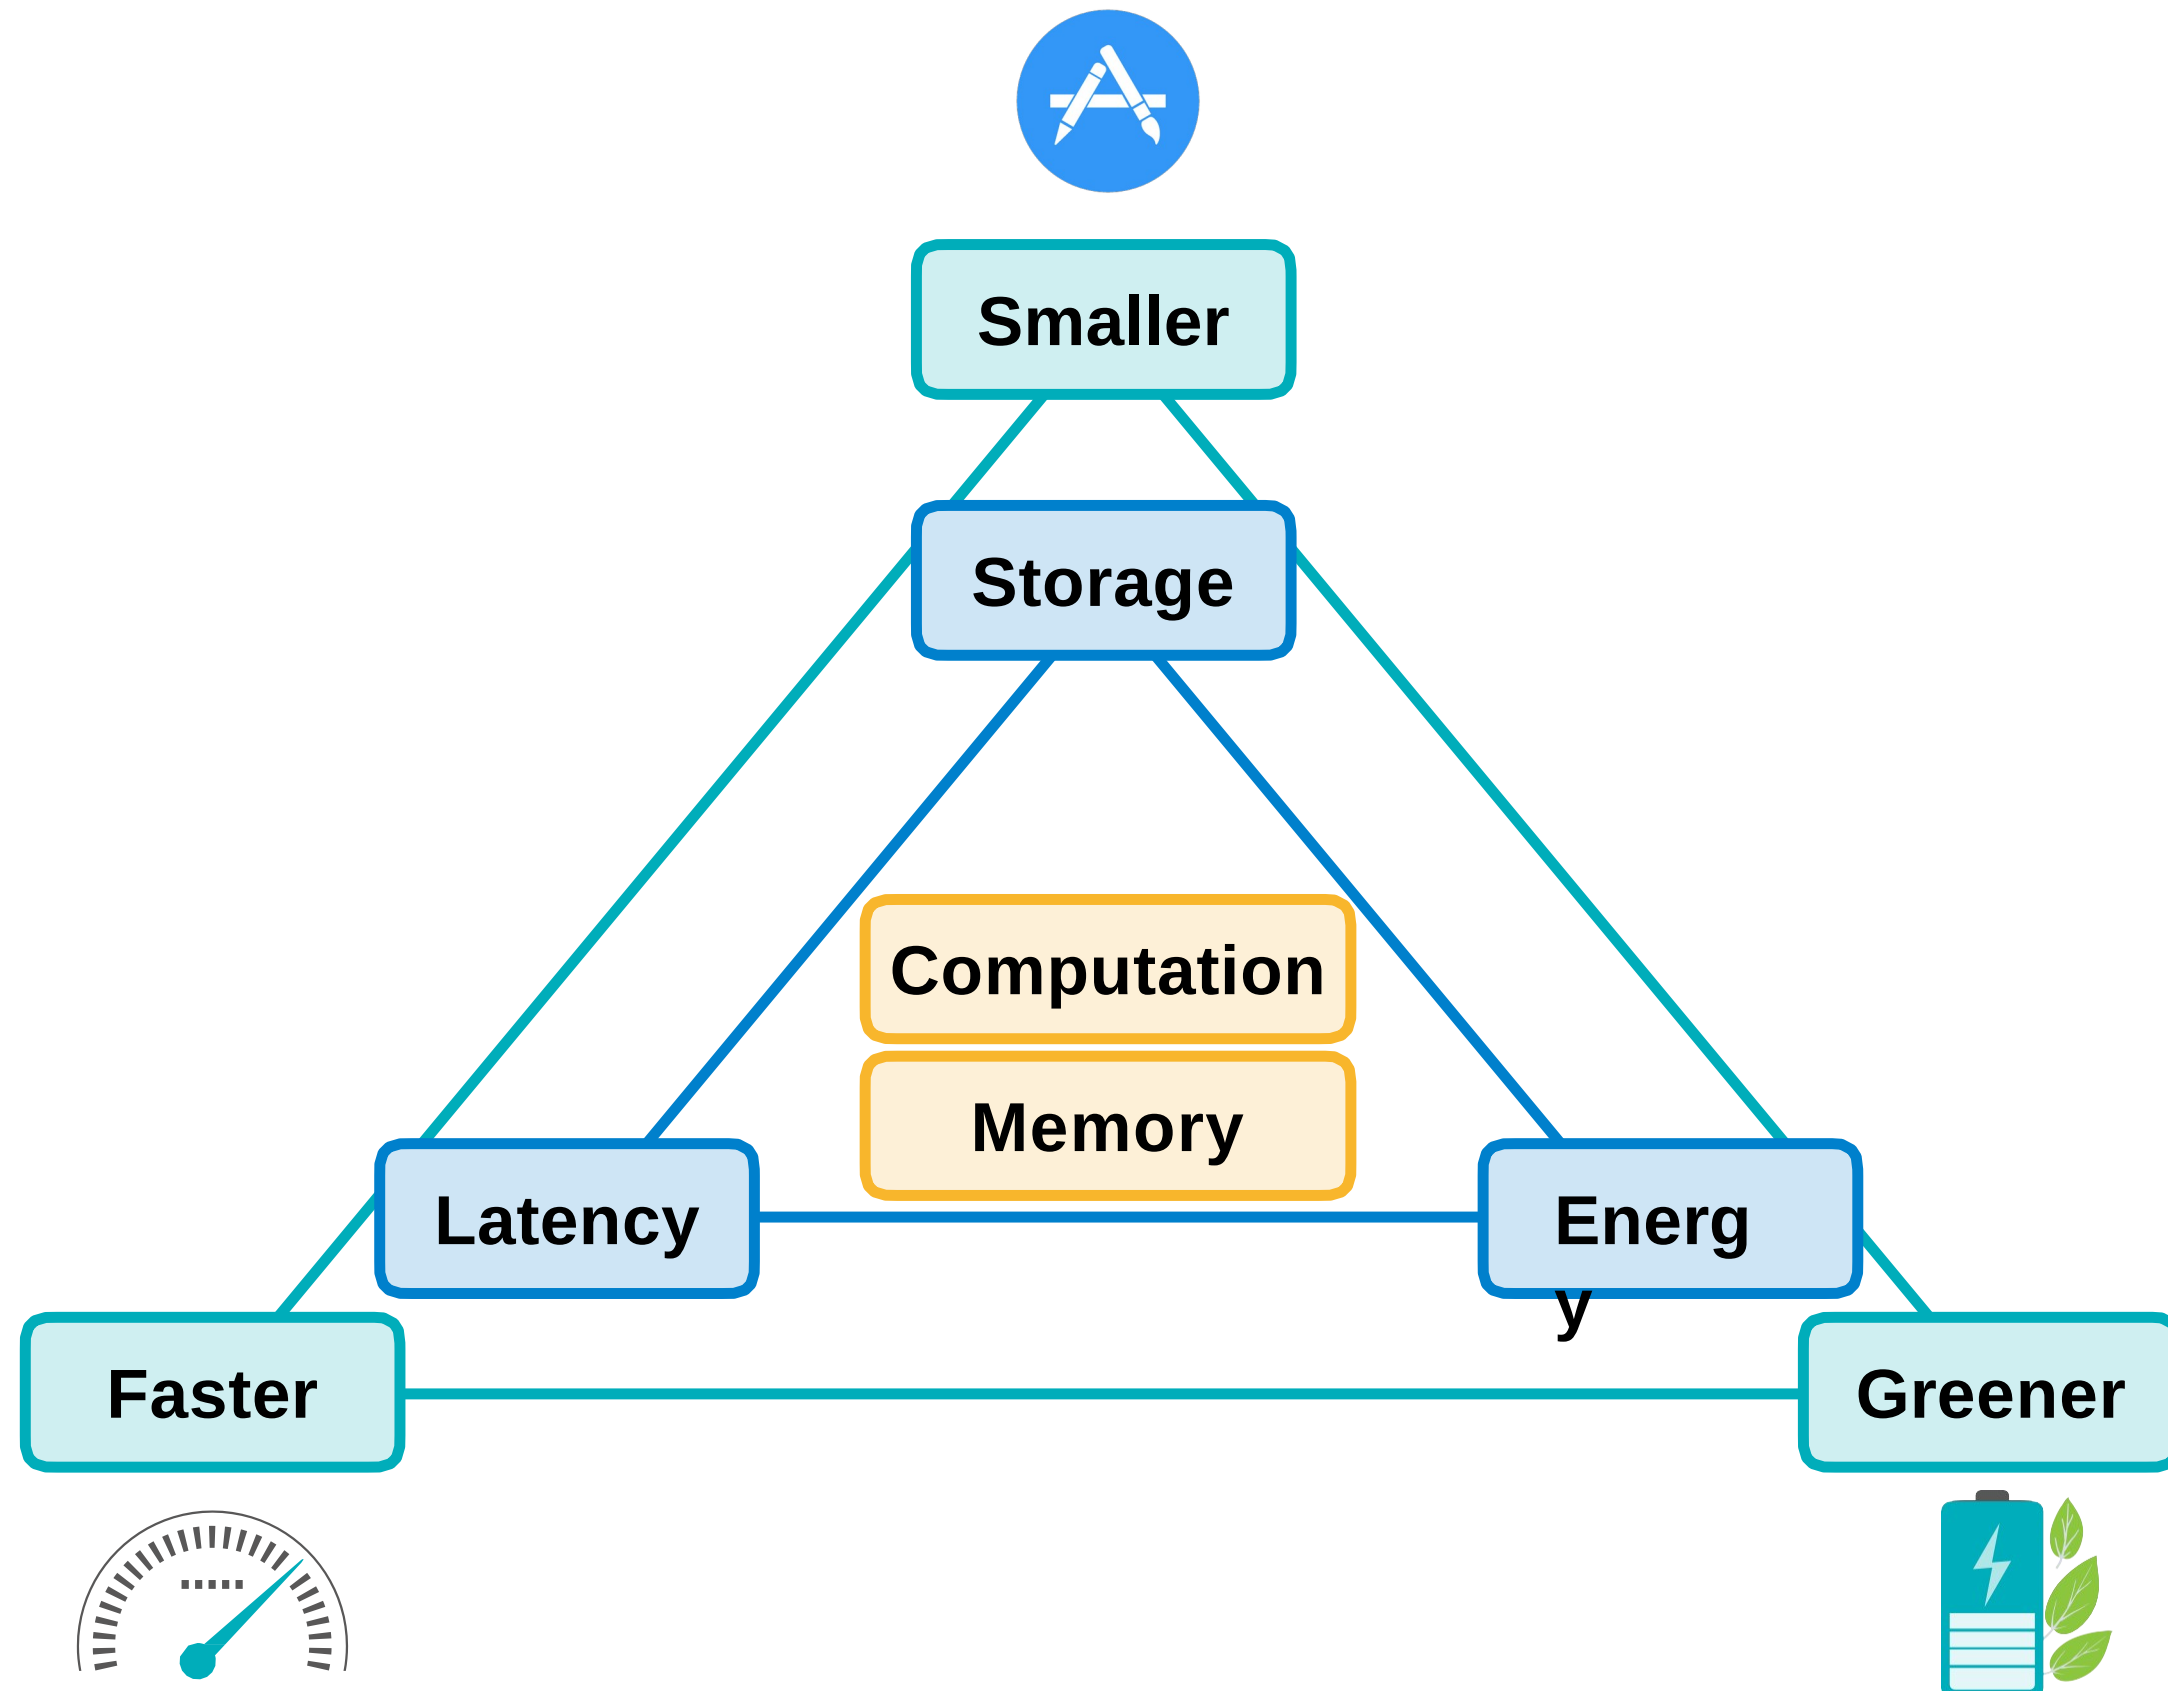 Smaller
Storage
Computation
Memory
Latency
Energ
y
Faster
Greener